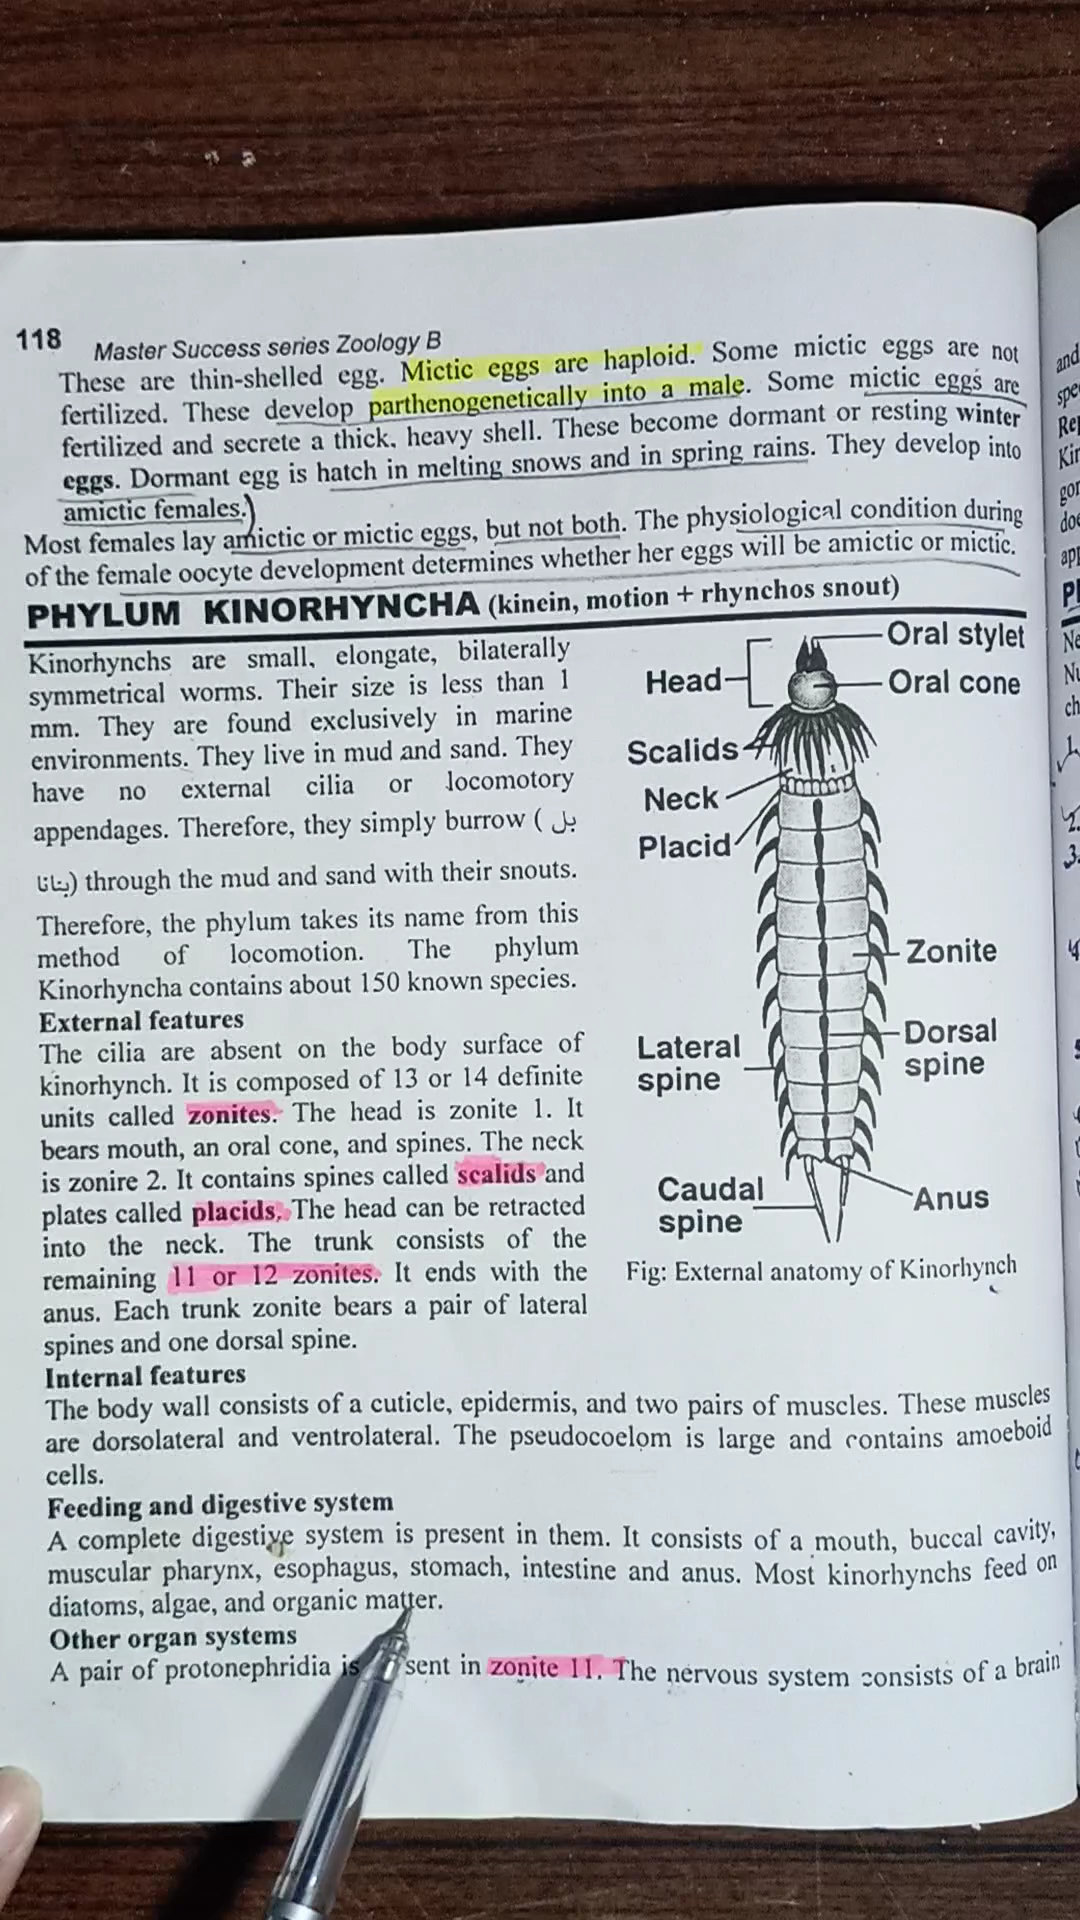 118 Master Success series Zoology B
These are thin-shelled egg. Mictic eggs are haploid. Some mictic eggs are not
fertilized. These develop parthenogenetically into a male. Some mictic eggs are
fertilized and secrete a thick, heavy shell. These become dormant or resting winter
eggs. Dormant egg is hatch in melting snows and in spring rains. They develop into
amictic females.)
Most females lay amictic or mictic eggs, but not both. The physiological condition during
of the female oocyte development determines whether her eggs will be amictic or mictic.
PHYLUM KINORHYNCHA (kinein, motion + rhynchos snout)
Kinorhynchs are small, elongate, bilaterally
symmetrical worms. Their size is less than 1
mm. They are found exclusively in marine
environments. They live in mud and sand. They
have no external cilia or locomotory
appendages. Therefore, they simply burrow (بل
بنانا) through the mud and sand with their snouts.
Therefore, the phylum takes its name from this
method of locomotion. The phylum
Kinorhyncha contains about 150 known species.
External features
The cilia are absent on the body surface of
kinorhynch. It is composed of 13 or 14 definite
units called zonites. The head is zonite 1. It
bears mouth, an oral cone, and spines. The neck
is zonire 2. It contains spines called scalids and
plates called placids. The head can be retracted
into the neck. The trunk consists of the
remaining 11 or 12 zonites. It ends with the
anus. Each trunk zonite bears a pair of lateral
spines and one dorsal spine.
Oral stylet
Head
Oral cone
Scalids
Neck
Placid
Zonite
Lateral
spine
Dorsal
spine
Caudal
spine
Anus
Fig: External anatomy of Kinorhynch
Internal features
The body wall consists of a cuticle, epidermis, and two pairs of muscles. These muscles
are dorsolateral and ventrolateral. The pseudocoelom is large and contains amoeboid
cells.
Feeding and digestive system
A complete digestive system is present in them. It consists of a mouth, buccal cavity,
muscular pharynx, esophagus, stomach, intestine and anus. Most kinorhynchs feed on
diatoms, algae, and organic matter.
Other organ systems
A pair of protonephridia is sent in zonite 11. The nervous system consists of a brain